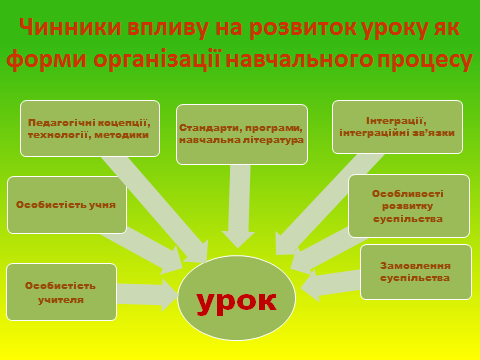 Чинники впливу на розвиток уроку як
форми організації навчального процесу
Педагогічні коцепції,
технології, методики
Стандарти, програми,
навчальна література
Інтеграції,
інтеграційні зв'язки
Особистість учня
Особливості
розвитку
суспільства
Особистість
учителя
Замовлення
суспільства
урок